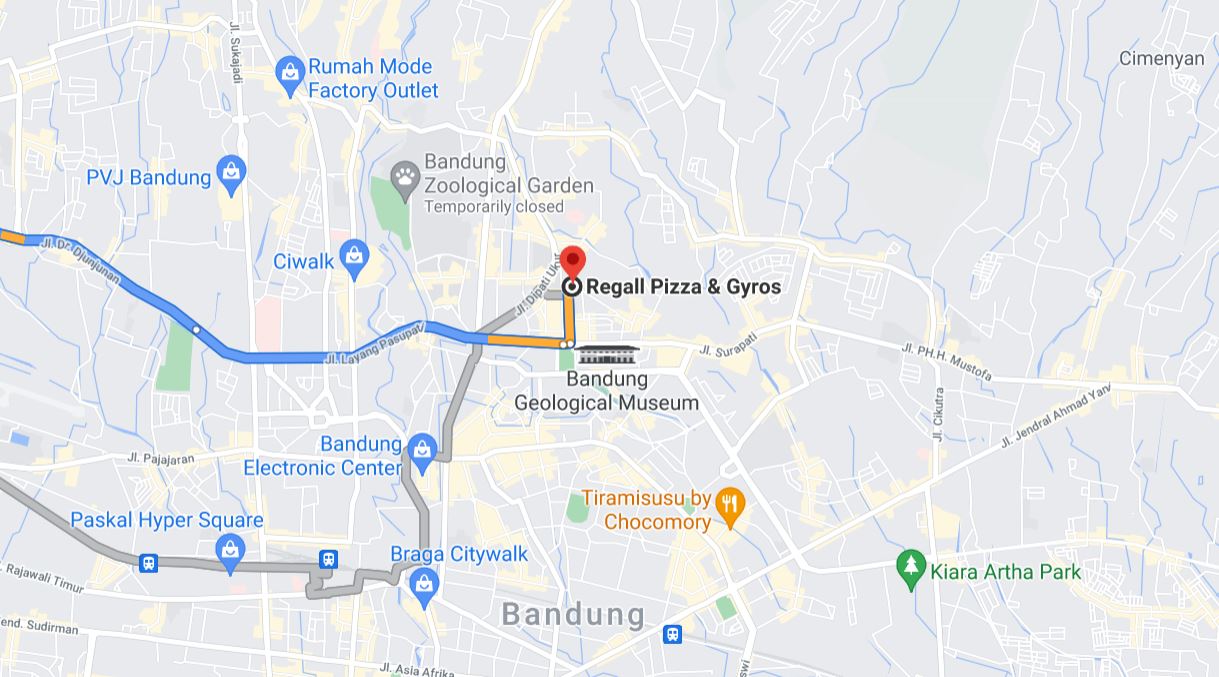 Jl. Sukajadi
Rumah Mode
Factory Outlet
Cimenyan
PVJ Bandung
Bandung
Zoological Garden
Temporarily closed
Jl. Dr. Djunjunan
Ciwalk
Jl. Dipati Ukur
Regall Pizza & Gyros
Jl. Layang Pasupati
Jl. Surapati
Jl. PH.H. Mustofa
Bandung
Geological Museum
Jl. Cikutra
Jl. Jendral Ahmad Yani
Bandung
Electronic Center
Jl. Pajajaran
Tiramisusu by
Chocomory
Paskal Hyper Square
Braga Citywalk
. Rajawali Timur
Kiara Artha Park
Bandung
end. Sudirman
Jl. Asia Afrika